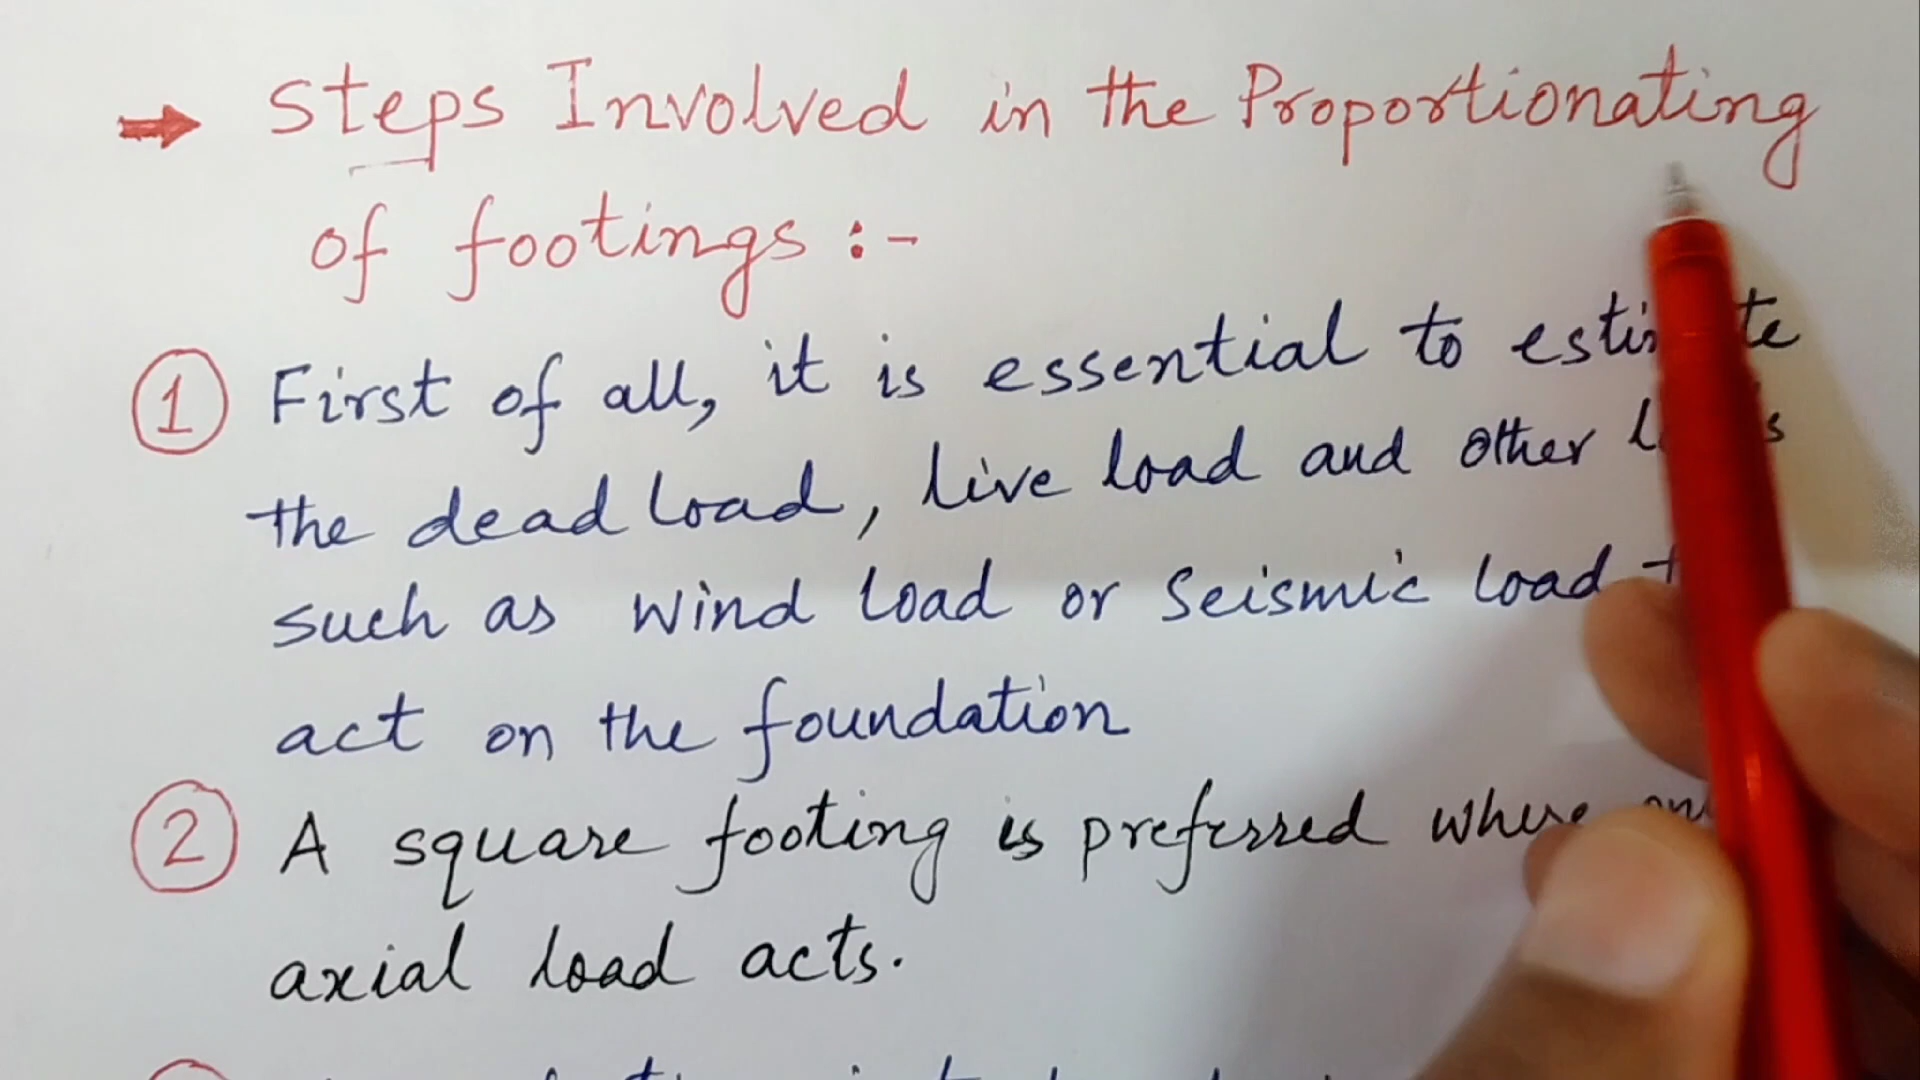 Steps Involved in the Proportionating
of footings :-
1 First of all, it is essential to
the dead load, live load and other
such as wind load or seismic load
act on the foundation
2 A square footing is preferred where
axial load acts.